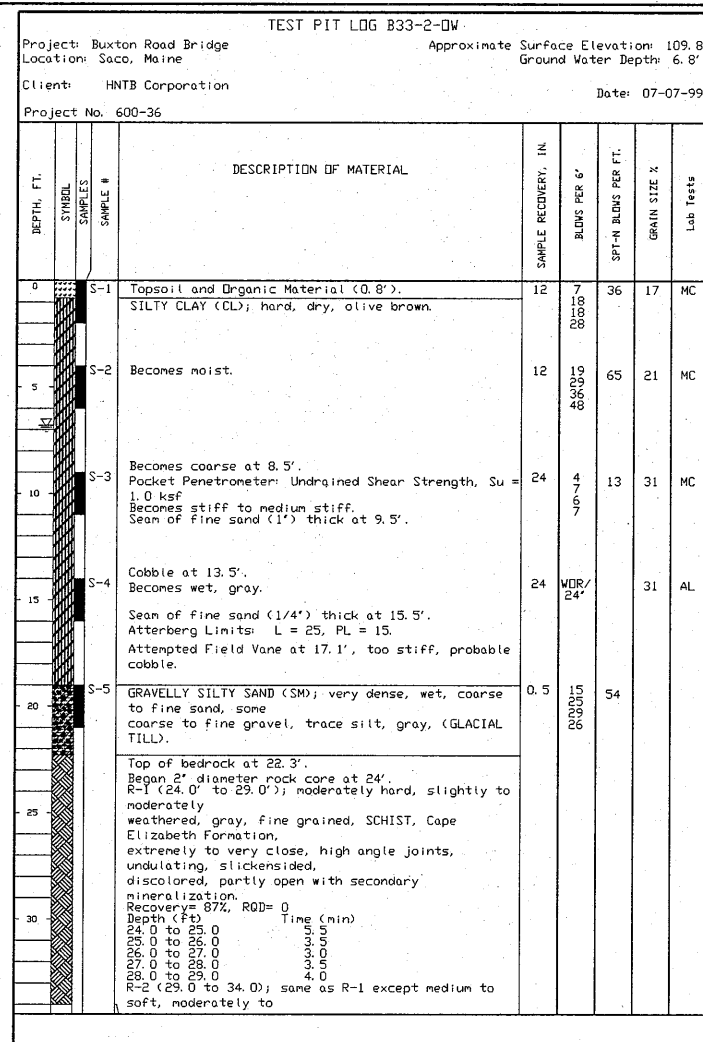 TEST PIT LOG B33-2-OW
Project: Buxton Road Bridge Approximate Surface Elevation: 109.8
Location: Saco, Maine Ground Water Depth: 6.8'
Client: HNTB Corporation Date: 07-07-99
Project No. 600-36
DEPTH, FT. SYMBOL SAMPLES SAMPLE # DESCRIPTION OF MATERIAL SAMPLE RECOVERY, IN. BLOWS PER 6" SPT-N BLOWS PER FT. GRAIN SIZE % Lab Tests
0 S-1 Topsoil and Organic Material (0.8'). 12 7 36 17 MC
SILTY CLAY (CL); hard, dry, olive brown. 18
18
28
S-2 Becomes moist. 12 19 65 21 MC
5 29
36
48
Becomes coarse at 8.5'.
S-3 Pocket Penetrometer: Undrained Shear Strength, Su = 24 4 13 31 MC
10 1.0 ksf 7
Becomes stiff to medium stiff. 6
Seam of fine sand (1") thick at 9.5'. 7
Cobble at 13.5'.
S-4 Becomes wet, gray. 24 WOR/ 31 AL
15 24"
Seam of fine sand (1/4") thick at 15.5'.
Atterberg Limits: L = 25, PL = 15.
Attempted Field Vane at 17.1', too stiff, probable
cobble.
S-5 GRAVELLY SILTY SAND (SM); very dense, wet, coarse 0.5 15 54
20 to fine sand, some 25
coarse to fine gravel, trace silt, gray, (GLACIAL 29
TILL). 26
Top of bedrock at 22.3'.
Began 2" diameter rock core at 24'.
R-1 (24.0' to 29.0'); moderately hard, slightly to
moderately
25 weathered, gray, fine grained, SCHIST, Cape
Elizabeth Formation,
extremely to very close, high angle joints,
undulating, slickensided,
discolored, partly open with secondary
mineralization.
Recovery= 87%, RQD= 0
30 Depth (ft) Time (min)
24.0 to 25.0 5.5
25.0 to 26.0 3.5
26.0 to 27.0 3.0
27.0 to 28.0 3.5
28.0 to 29.0 4.0
R-2 (29.0 to 34.0); same as R-1 except medium to
soft, moderately to